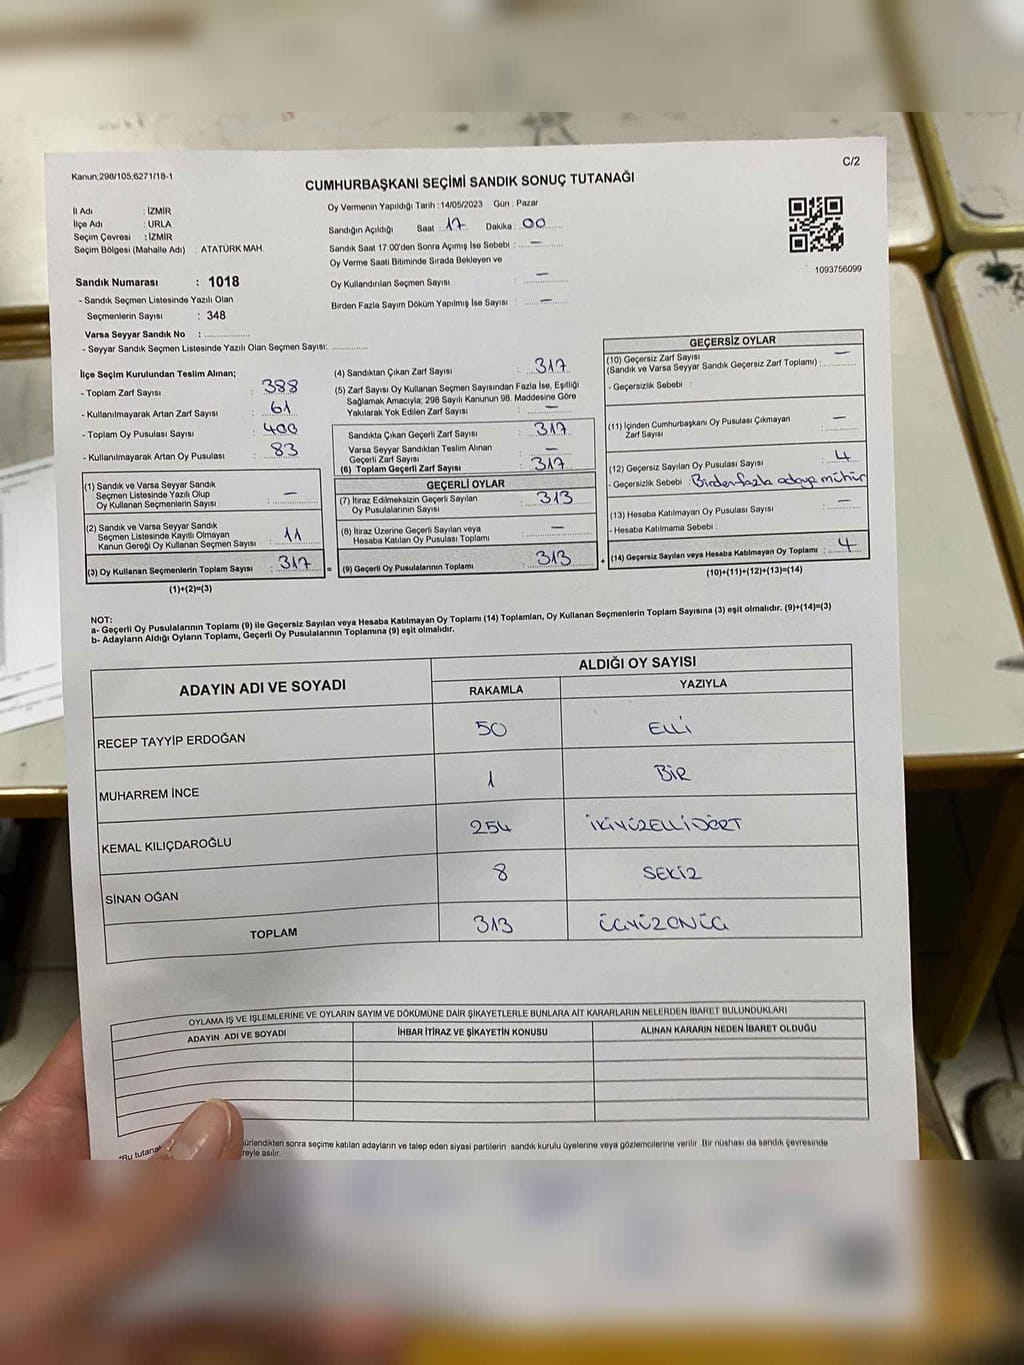 Kanun,298/105,6271/18-1
C/2
CUMHURBAŞKANI SEÇİMİ SANDIK SONUÇ TUTANAĞI
İl Adı : İZMİR
İlçe Adı : URLA
Seçim Çevresi : İZMİR
Seçim Bölgesi (Mahalle Adı) : ATATÜRK MAH.
Sandık Numarası : 1018
- Sandık Seçmen Listesinde Yazılı Olan
Seçmenlerin Sayısı : 348
Varsa Seyyar Sandık No :
- Seyyar Sandık Seçmen Listesinde Yazılı Olan Seçmen Sayısı:
Oy Vermenin Yapıldığı Tarih : 14/05/2023 Gün : Pazar
Sandığın Açıldığı Saat : 17 Dakika : 00
Sandık Saat 17:00'den Sonra Açımış İse Sebebi : —
Oy Verme Saati Bitiminde Sırada Bekleyen ve
Oy Kullandırılan Seçmen Sayısı : —
Birden Fazla Sayım Döküm Yapılmış İse Sayısı : —
1093756099
İlçe Seçim Kurulundan Teslim Alınan;
- Toplam Zarf Sayısı : 388
- Kullanılmayarak Artan Zarf Sayısı : 61
- Toplam Oy Pusulası Sayısı : 400
- Kullanılmayarak Artan Oy Pusulası : 83
(1) Sandık ve Varsa Seyyar Sandık
Seçmen Listesinde Yazılı Olup
Oy Kullanan Seçmenlerin Sayısı : —
(2) Sandık ve Varsa Seyyar Sandık
Seçmen Listesinde Kayıtlı Olmayan
Kanun Gereği Oy Kullanan Seçmen Sayısı : 11
(3) Oy Kullanan Seçmenlerin Toplam Sayısı : 317
(1)+(2)=(3)
(4) Sandıktan Çıkan Zarf Sayısı : 317
(5) Zarf Sayısı Oy Kullanan Seçmen Sayısından Fazla İse, Eşitliği
Sağlamak Amacıyla; 298 Sayılı Kanunun 98. Maddesine Göre
Yakılarak Yok Edilen Zarf Sayısı : —
Sandıkta Çıkan Geçerli Zarf Sayısı : 317
Varsa Seyyar Sandıktan Teslim Alınan
Geçerli Zarf Sayısı : —
(6) Toplam Geçerli Zarf Sayısı : 317
GEÇERLİ OYLAR
(7) İtiraz Edilmeksizin Geçerli Sayılan
Oy Pusulalarının Sayısı : 313
(8) İtiraz Üzerine Geçerli Sayılan veya
Hesaba Katılan Oy Pusulası Toplamı : —
= (9) Geçerli Oy Pusulalarının Toplamı : 313
GEÇERSİZ OYLAR
(10) Geçersiz Zarf Sayısı
(Sandık ve Varsa Seyyar Sandık Geçersiz Zarf Toplamı) : —
- Geçersizlik Sebebi :
(11) İçinden Cumhurbaşkanı Oy Pusulası Çıkmayan
Zarf Sayısı : —
(12) Geçersiz Sayılan Oy Pusulası Sayısı : 4
- Geçersizlik Sebebi : Birden fazla adaya mühür
(13) Hesaba Katılmayan Oy Pusulası Sayısı : —
- Hesaba Katılmama Sebebi :
+ (14) Geçersiz Sayılan veya Hesaba Katılmayan Oy Toplamı : 4
(10)+(11)+(12)+(13)=(14)
NOT:
a- Geçerli Oy Pusulalarının Toplamı (9) ile Geçersiz Sayılan veya Hesaba Katılmayan Oy Toplamı (14) Toplamları, Oy Kullanan Seçmenlerin Toplam Sayısına (3) eşit olmalıdır. (9)+(14)=(3)
b- Adayların Aldığı Oyların Toplamı, Geçerli Oy Pusulalarının Toplamına (9) eşit olmalıdır.
ADAYIN ADI VE SOYADI
ALDIĞI OY SAYISI
RAKAMLA YAZIYLA
RECEP TAYYİP ERDOĞAN 50 ELLİ
MUHARREM İNCE 1 BİR
KEMAL KILIÇDAROĞLU 254 İKİYÜZELLİDÖRT
SİNAN OĞAN 8 SEKİZ
TOPLAM 313 ÜÇYÜZONÜÇ
OYLAMA İŞ VE İŞLEMLERİNE VE OYLARIN SAYIM VE DÖKÜMÜNE DAİR ŞİKAYETLERLE BUNLARA AİT KARARLARIN NELERDEN İBARET BULUNDUKLARI
ADAYIN ADI VE SOYADI İHBAR İTİRAZ VE ŞİKAYETİN KONUSU ALINAN KARARIN NEDEN İBARET OLDUĞU
*Bu tutanak ürlendikten sonra seçime katılan adayların ve talep eden siyasi partilerin sandık kurulu üyelerine veya gözlemcilerine verilir. Bir nüshası da sandık çevresinde
reyle asılır.